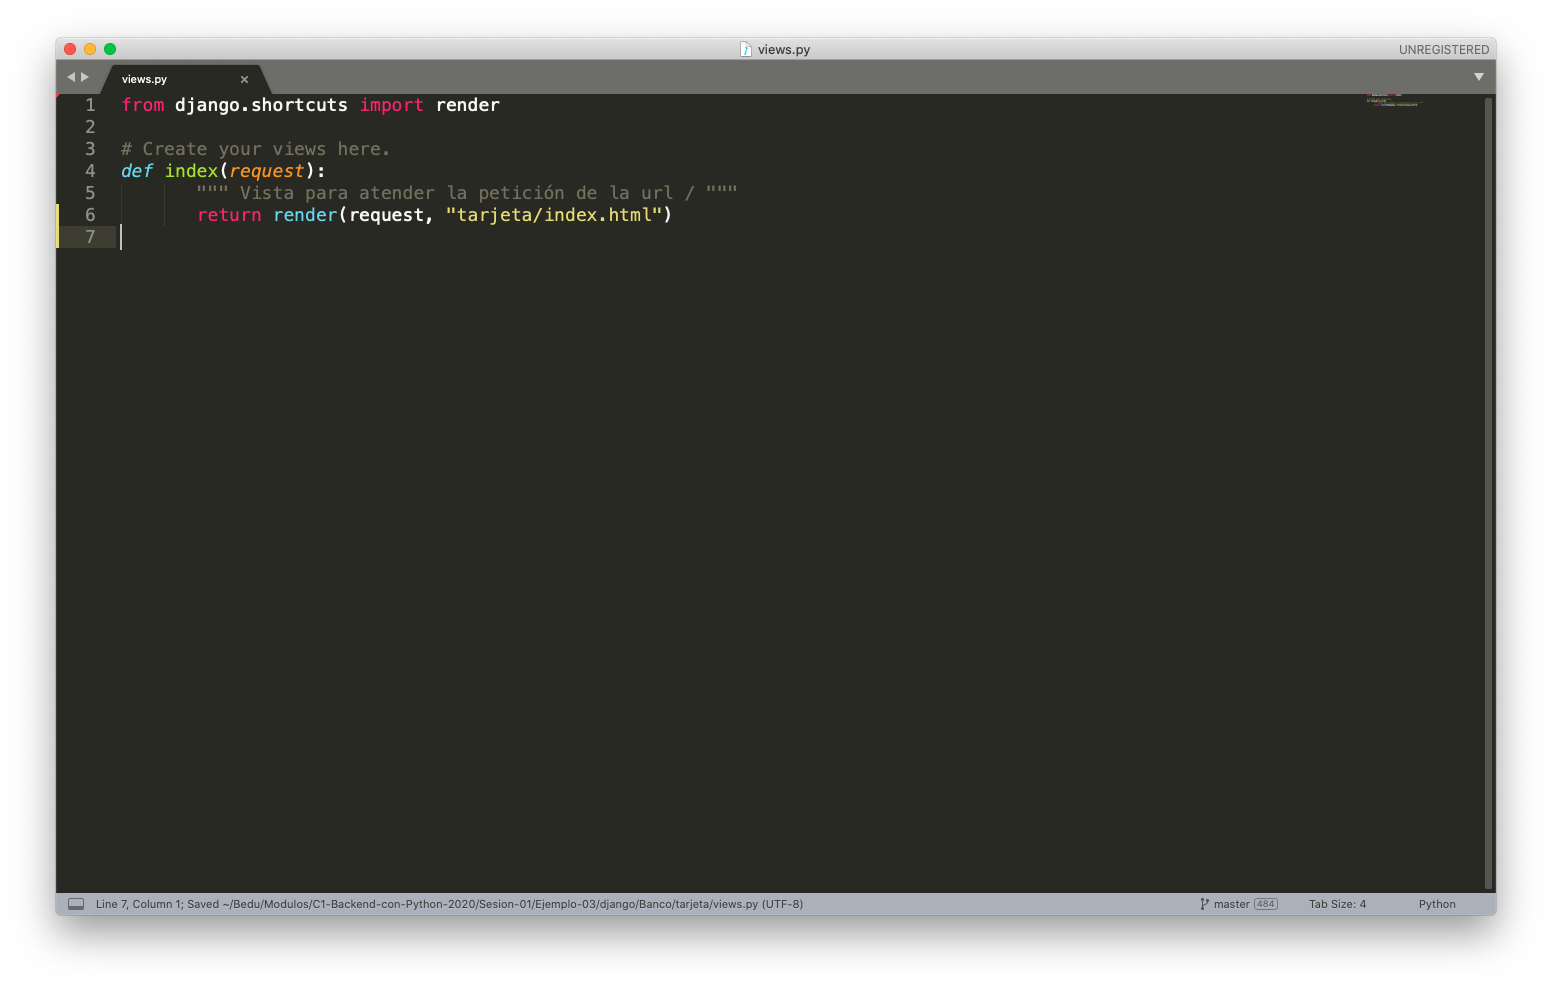 views.py
UNREGISTERED
views.py
1 from django.shortcuts import render
2
3 # Create your views here.
4 def index(request):
5 """ Vista para atender la petición de la url / """
6 return render(request, "tarjeta/index.html")
7
Line 7, Column 1; Saved ~/Bedu/Modulos/C1-Backend-con-Python-2020/Sesion-01/Ejemplo-03/django/Banco/tarjeta/views.py (UTF-8)
master 484
Tab Size: 4
Python